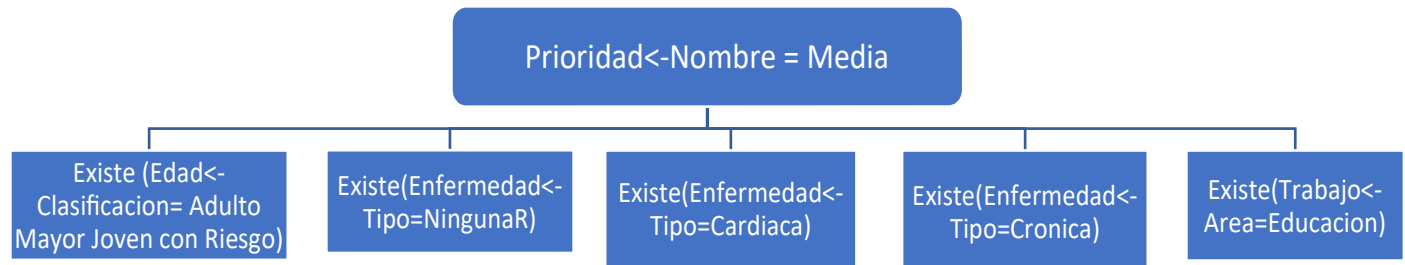 Prioridad<-Nombre = Media
Existe (Edad<-
Clasificacion= Adulto
Mayor Joven con Riesgo)
Existe(Enfermedad<-
Tipo=NingunaR)
Existe(Enfermedad<-
Tipo=Cardiaca)
Existe(Enfermedad<-
Tipo=Cronica)
Existe(Trabajo<-
Area=Educacion)